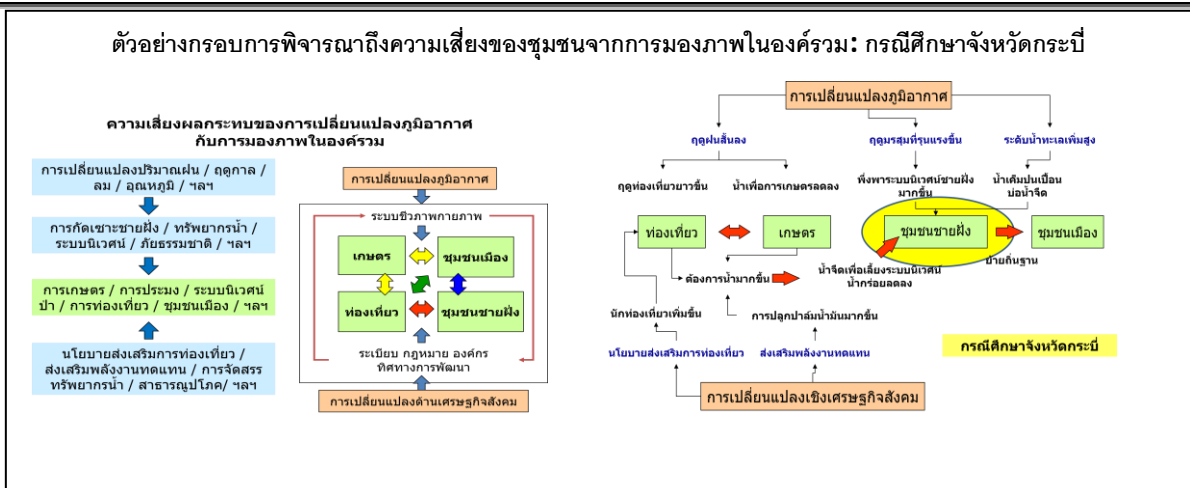 ตัวอย่างกรอบการพิจารณาถึงความเสี่ยงของชุมชนจากการมองภาพในองค์รวม: กรณีศึกษาจังหวัดกระบี่
ความเสี่ยงผลกระทบของการเปลี่ยนแปลงภูมิอากาศ
กับการมองภาพในองค์รวม
การเปลี่ยนแปลงปริมาณฝน / ฤดูกาล /
ลม / อุณหภูมิ / ฯลฯ
การกัดเซาะชายฝั่ง / ทรัพยากรน้ำ /
ระบบนิเวศน์ / ภัยธรรมชาติ / ฯลฯ
การเกษตร / การประมง / ระบบนิเวศน์
ป่า / การท่องเที่ยว / ชุมชนเมือง / ฯลฯ
นโยบายส่งเสริมการท่องเที่ยว /
ส่งเสริมพลังงานทดแทน / การจัดสรร
ทรัพยากรน้ำ / สาธารณูปโภค/ ฯลฯ
การเปลี่ยนแปลงภูมิอากาศ
ระบบชีวภาพกายภาพ
เกษตร
ชุมชนเมือง
ท่องเที่ยว
ชุมชนชายฝั่ง
ระเบียบ กฎหมาย องค์กร
ทิศทางการพัฒนา
การเปลี่ยนแปลงด้านเศรษฐกิจสังคม
การเปลี่ยนแปลงภูมิอากาศ
ฤดูฝนสั้นลง
ฤดูมรสุมที่รุนแรงขึ้น
ระดับน้ำทะเลเพิ่มสูง
ฤดูท่องเที่ยวยาวขึ้น
น้ำเพื่อการเกษตรลดลง
พึ่งพาระบบนิเวศน์ชายฝั่ง
มากขึ้น
น้ำเค็มปนเปื้อน
บ่อน้ำจืด
ท่องเที่ยว
เกษตร
ชุมชนชายฝั่ง
ชุมชนเมือง
ย้ายถิ่นฐาน
ต้องการน้ำมากขึ้น
น้ำจืดเพื่อเลี้ยงระบบนิเวศน์
น้ำกร่อยลดลง
นักท่องเที่ยวเพิ่มขึ้น
การปลูกปาล์มน้ำมันมากขึ้น
นโยบายส่งเสริมการท่องเที่ยว
ส่งเสริมพลังงานทดแทน
กรณีศึกษาจังหวัดกระบี่
การเปลี่ยนแปลงเชิงเศรษฐกิจสังคม